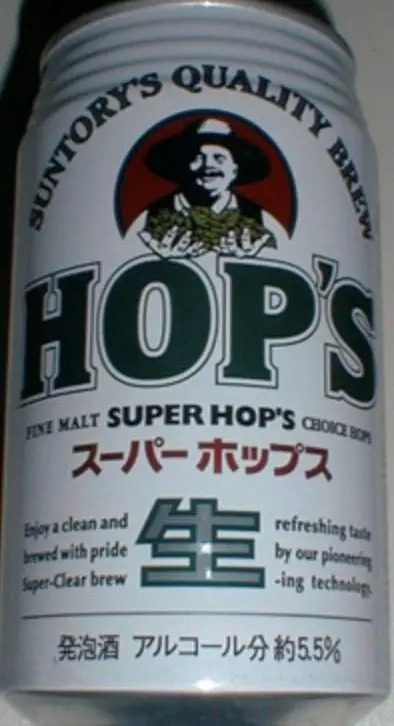 SUNTORY'S QUALITY BREW
HOP'S
FINE MALT SUPER HOP'S CHOICE HOPS
スーパーホップス
Enjoy a clean and
brewed with pride
Super-Clear brew
生
refreshing taste
by our pioneering
-ing technology.
発泡酒 アルコール分 約5.5%